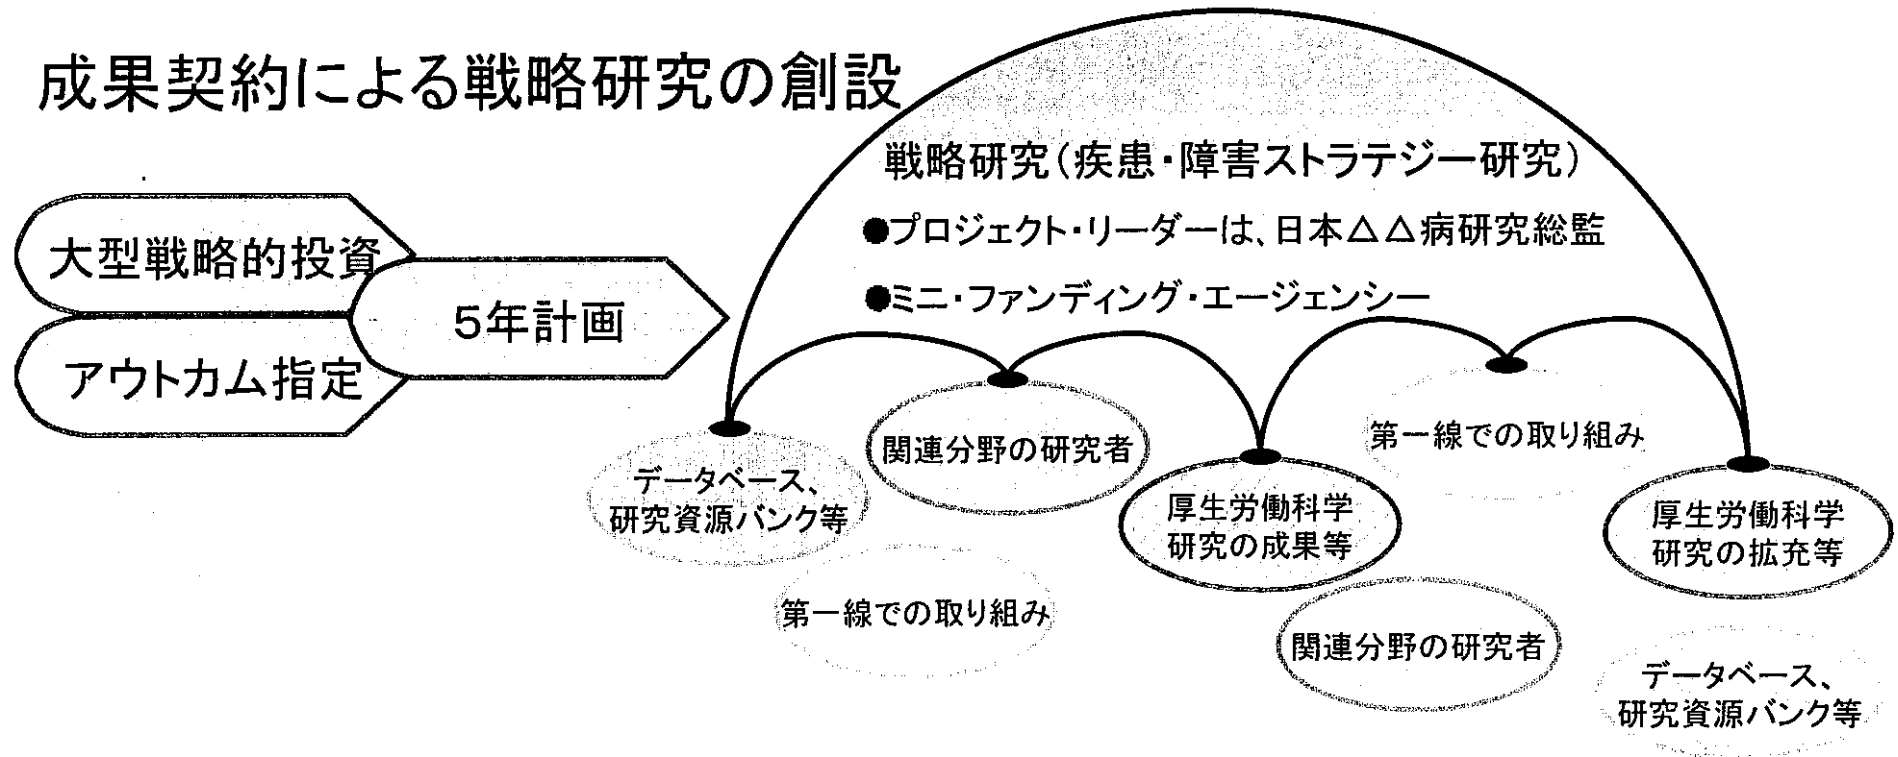 成果契約による戦略研究の創設
大型戦略的投資
アウトカム指定
5年計画
戦略研究(疾患・障害ストラテジー研究)
●プロジェクト・リーダーは、日本△△病研究総監
●ミニ・ファンディング・エージェンシー
データベース、
研究資源バンク等
関連分野の研究者
厚生労働科学
研究の成果等
第一線での取り組み
厚生労働科学
研究の拡充等
第一線での取り組み
関連分野の研究者
データベース、
研究資源バンク等